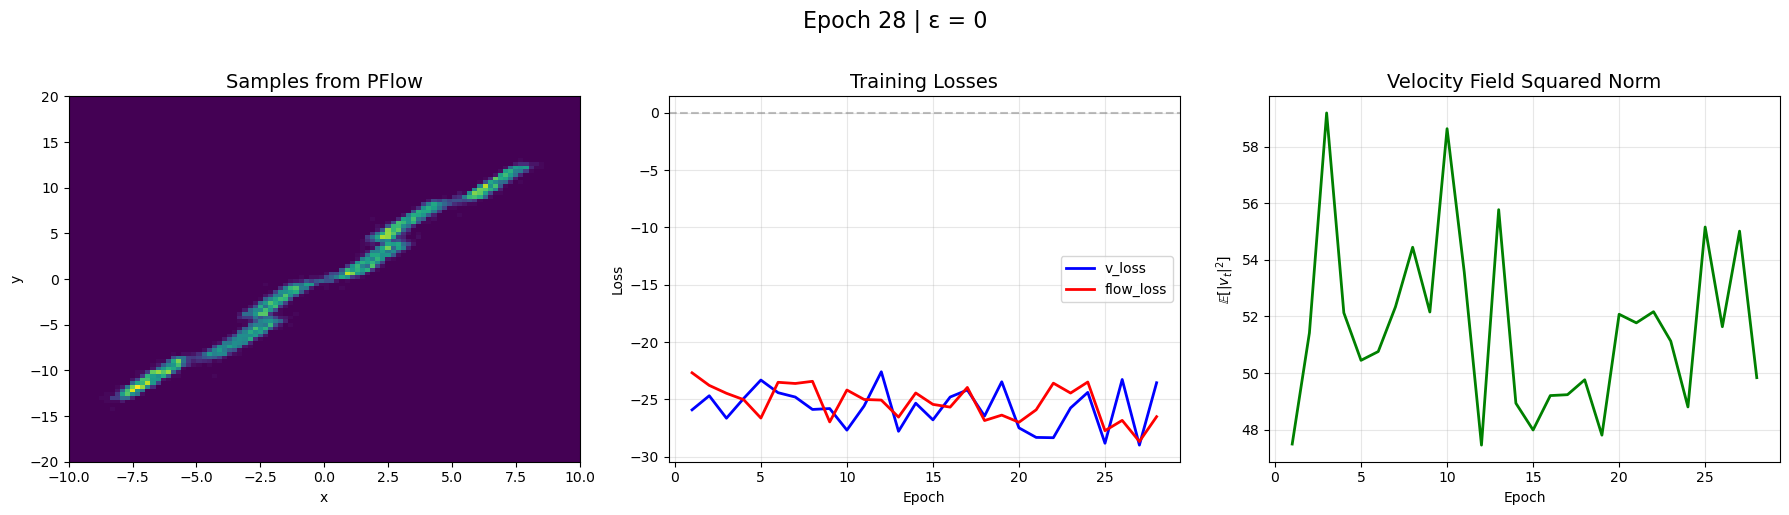 Epoch 28 | ε = 0
Samples from PFlow
20
15
10
5
0
−5
−10
−15
−20
y
−10.0 −7.5 −5.0 −2.5 0.0 2.5 5.0 7.5 10.0
x
Training Losses
0
−5
−10
−15
−20
−25
−30
Loss
v_loss
flow_loss
0 5 10 15 20 25
Epoch
Velocity Field Squared Norm
58
56
54
52
50
48
𝔼[|v_t|²]
0 5 10 15 20 25
Epoch